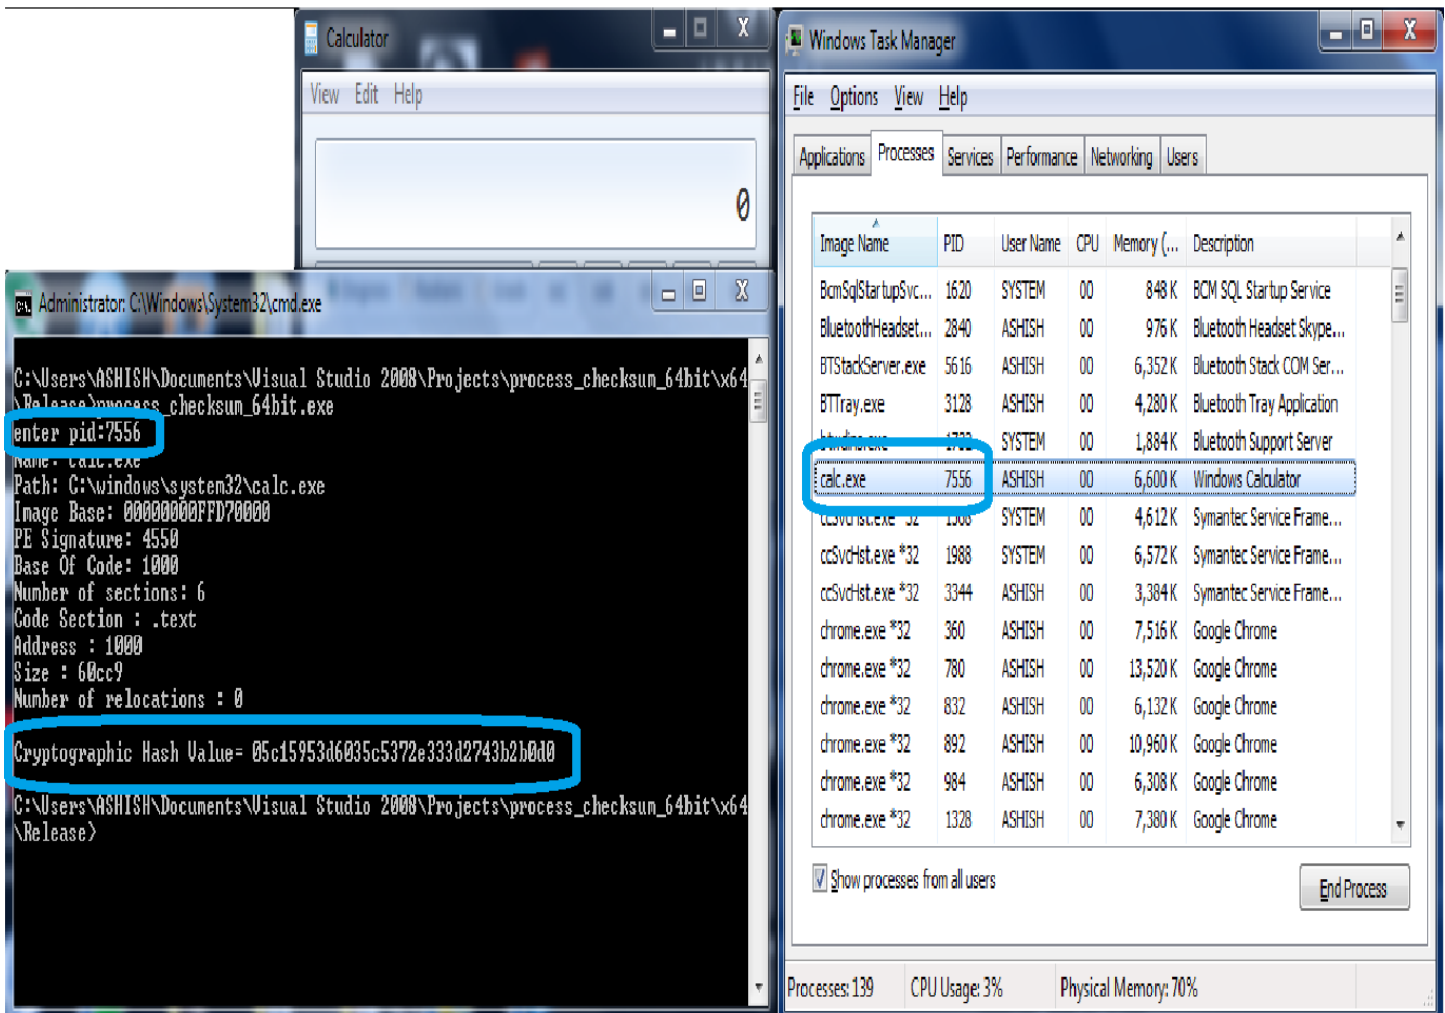 Calculator
View Edit Help
0
Administrator: C:\Windows\System32\cmd.exe
C:\Users\ASHISH\Documents\Visual Studio 2008\Projects\process_checksum_64bit\x64
\Release>process_checksum_64bit.exe
enter pid:7556
Name: calc.exe
Path: C:\windows\system32\calc.exe
Image Base: 00000000FFD70000
PE Signature: 4550
Base Of Code: 1000
Number of sections: 6
Code Section : .text
Address : 1000
Size : 60cc9
Number of relocations : 0
Cryptographic Hash Value= 05c15953d6035c5372e333d2743b2b0d0
C:\Users\ASHISH\Documents\Visual Studio 2008\Projects\process_checksum_64bit\x64
\Release>
Windows Task Manager
File Options View Help
Applications Processes Services Performance Networking Users
Image Name PID User Name CPU Memory (... Description
BcmSqlStartupSvc... 1620 SYSTEM 00 848 K BCM SQL Startup Service
BluetoothHeadset... 2840 ASHISH 00 976 K Bluetooth Headset Skype...
BTStackServer.exe 5616 ASHISH 00 6,352 K Bluetooth Stack COM Ser...
BTTray.exe 3128 ASHISH 00 4,280 K Bluetooth Tray Application
SYSTEM 00 1,884 K Bluetooth Support Server
calc.exe 7556 ASHISH 00 6,600 K Windows Calculator
ccSvcHst.exe *32 SYSTEM 00 4,612 K Symantec Service Frame...
ccSvcHst.exe *32 1988 SYSTEM 00 6,572 K Symantec Service Frame...
ccSvcHst.exe *32 3344 ASHISH 00 3,384 K Symantec Service Frame...
chrome.exe *32 360 ASHISH 00 7,516 K Google Chrome
chrome.exe *32 780 ASHISH 00 13,520 K Google Chrome
chrome.exe *32 832 ASHISH 00 6,132 K Google Chrome
chrome.exe *32 892 ASHISH 00 10,960 K Google Chrome
chrome.exe *32 984 ASHISH 00 6,308 K Google Chrome
chrome.exe *32 1328 ASHISH 00 7,380 K Google Chrome
Show processes from all users
End Process
Processes: 139 CPU Usage: 3% Physical Memory: 70%